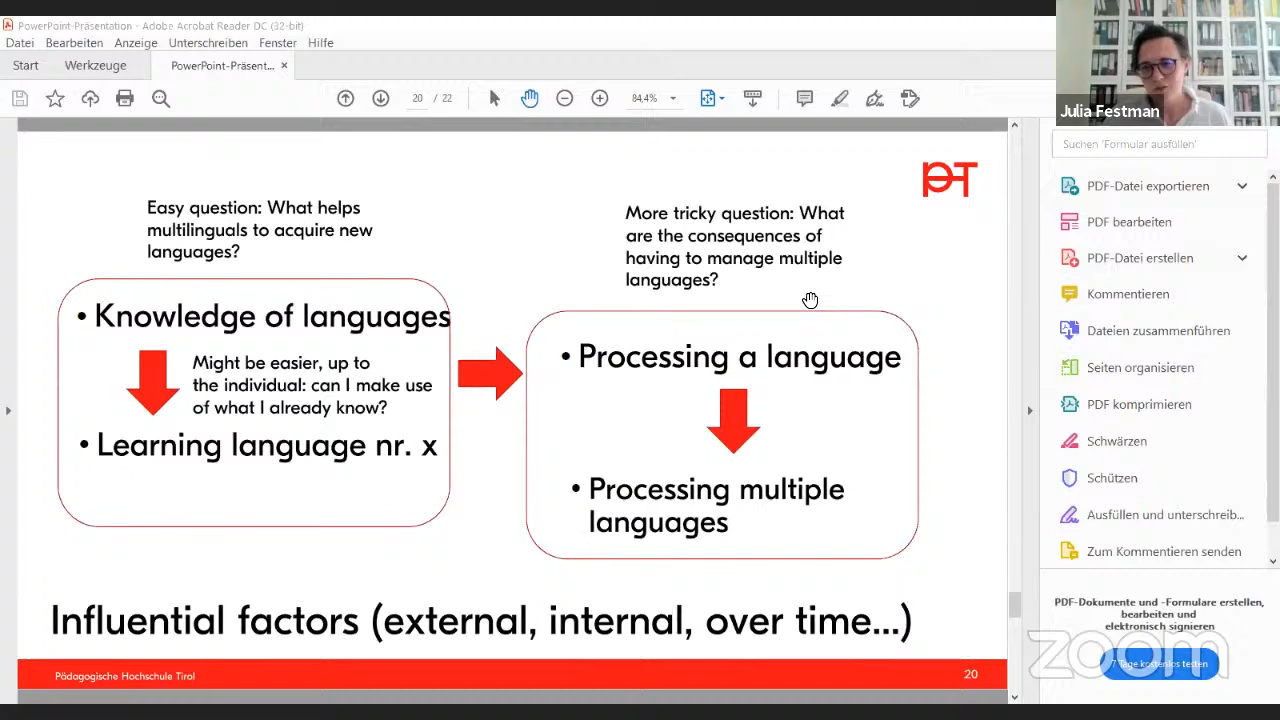 PowerPoint-Präsentation - Adobe Acrobat Reader DC (32-bit)
Datei Bearbeiten Anzeige Unterschreiben Fenster Hilfe
Start Werkzeuge PowerPoint-Präsent... ×
20 / 22 84,4%
Julia Festman
Suchen 'Formular ausfüllen'
PDF-Datei exportieren
PDF bearbeiten
PDF-Datei erstellen
Kommentieren
Dateien zusammenführen
Seiten organisieren
PDF komprimieren
Schwärzen
Schützen
Ausfüllen und unterschreib...
Zum Kommentieren senden
PDF-Dokumente und -Formulare erstellen,
bearbeiten und
elektronisch signieren
7 Tage kostenlos testen
zoom
Easy question: What helps
multilinguals to acquire new
languages?
• Knowledge of languages
Might be easier, up to
the individual: can I make use
of what I already know?
• Learning language nr. x
More tricky question: What
are the consequences of
having to manage multiple
languages?
• Processing a language
• Processing multiple
languages
Influential factors (external, internal, over time...)
Pädagogische Hochschule Tirol
20